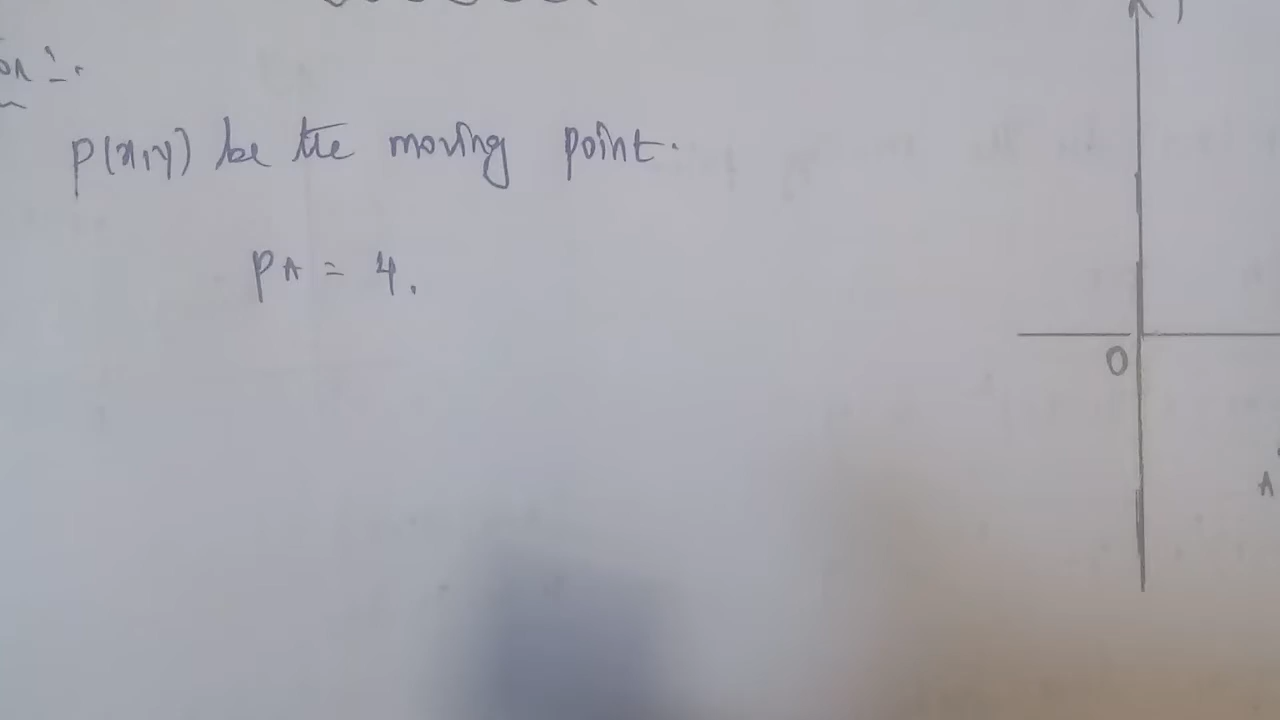 P(x,y) be the moving point.
PA = 4.
O
A